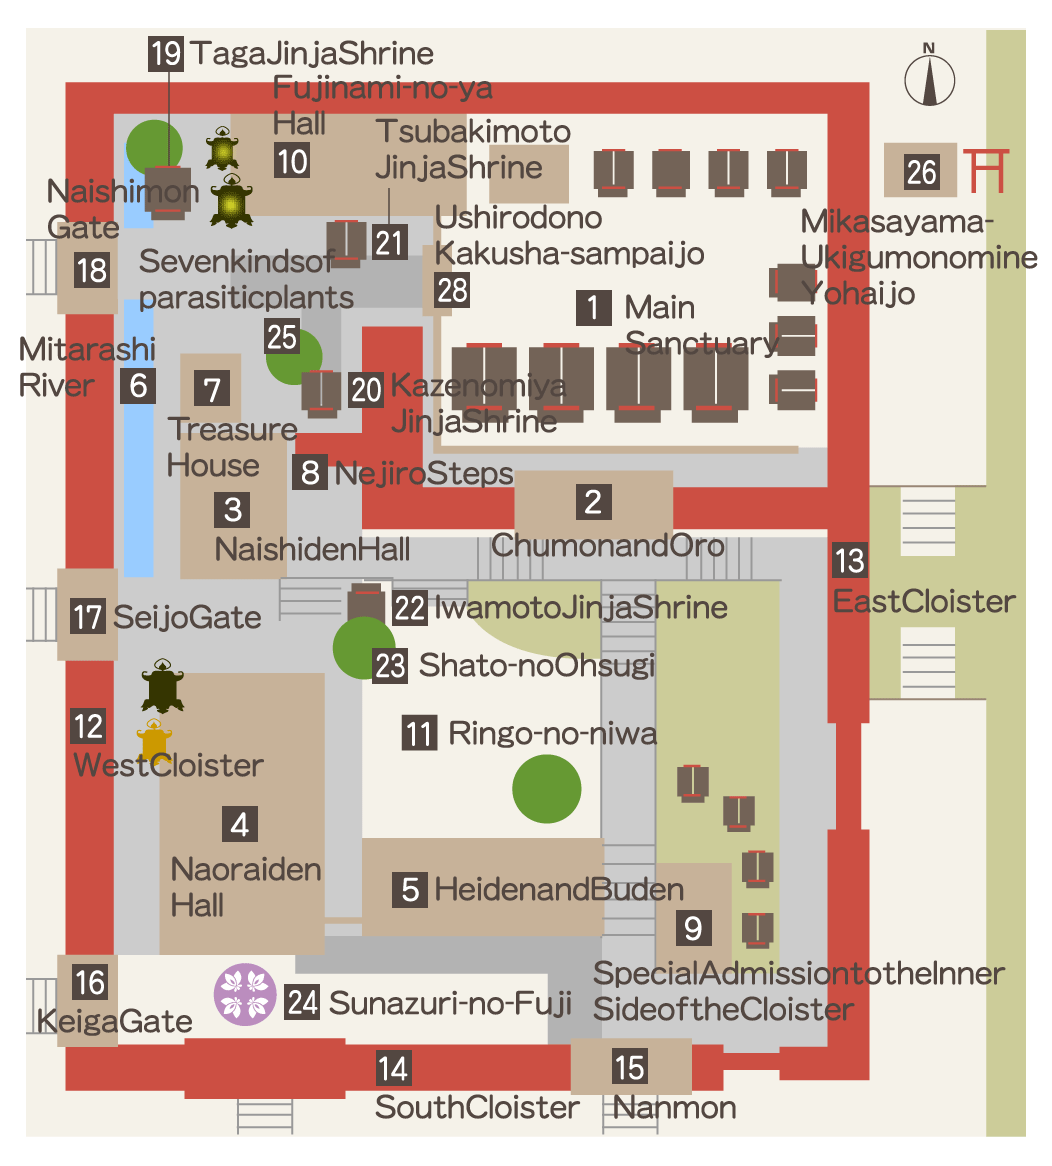 19 TagaJinjaShrine
N
Fujinami-no-ya
Hall
10
Tsubakimoto
JinjaShrine
26
Naishimon
Gate
18
21
Ushirodono
Kakusha-sampaijo
28
Mikasayama-
Ukigumonomine
Yohaijo
Sevenkindsof
parasiticplants
25
1 Main
Sanctuary
Mitarashi
River
6
7
Treasure
House
20 Kazenomiya
JinjaShrine
8 NejiroSteps
3
NaishidenHall
2
ChumonandOro
13
EastCloister
17 SeijoGate
22 IwamotoJinjaShrine
23 Shato-noOhsugi
12
WestCloister
11 Ringo-no-niwa
4
Naoraiden
Hall
5 HeidenandBuden
9
SpecialAdmissiontotheInner
SideoftheCloister
16
KeigaGate
24 Sunazuri-no-Fuji
14
SouthCloister
15
Nanmon